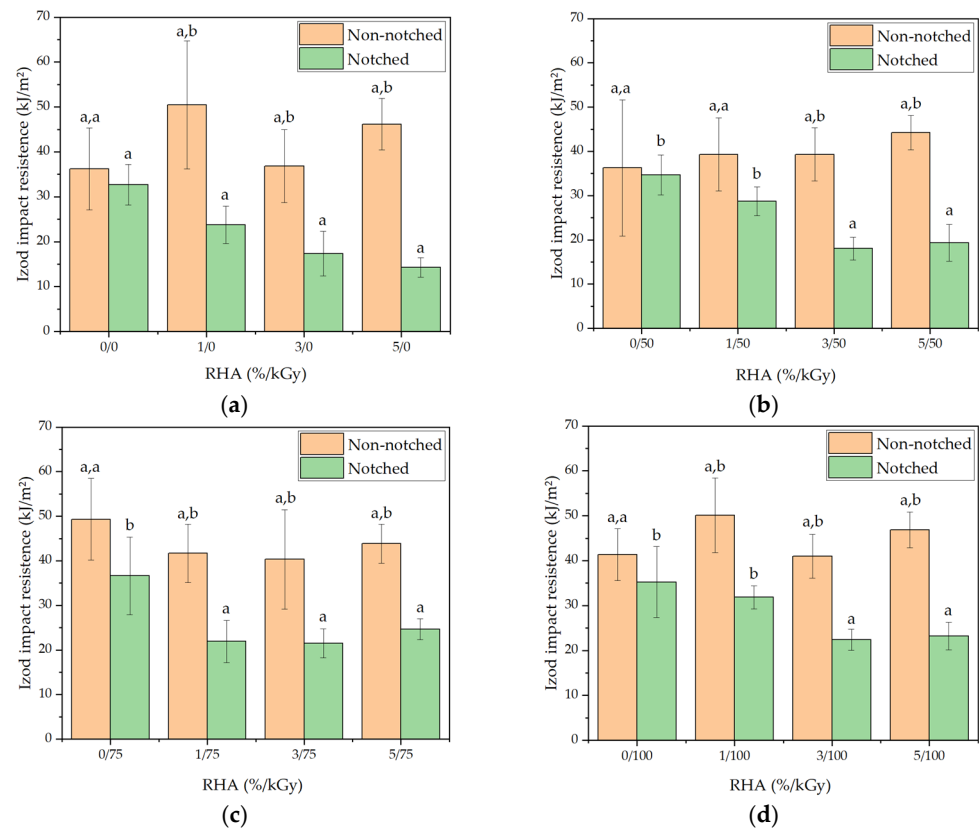 70
60
50
40
30
20
10
0
Izod impact resistence (kJ/m²)
Non-notched
Notched
a,a
a
a,b
a
a,b
a
a,b
a
0/0 1/0 3/0 5/0
RHA (%/kGy)
(a)
70
60
50
40
30
20
10
0
Izod impact resistence (kJ/m²)
Non-notched
Notched
a,a
b
a,a
b
a,b
a
a,b
a
0/50 1/50 3/50 5/50
RHA (%/kGy)
(b)
70
60
50
40
30
20
10
0
Izod impact resistence (kJ/m²)
Non-notched
Notched
a,a
b
a,b
a
a,b
a
a,b
a
0/75 1/75 3/75 5/75
RHA (%/kGy)
(c)
70
60
50
40
30
20
10
0
Izod impact resistence (kJ/m²)
Non-notched
Notched
a,a
b
a,b
b
a,b
a
a,b
a
0/100 1/100 3/100 5/100
RHA (%/kGy)
(d)